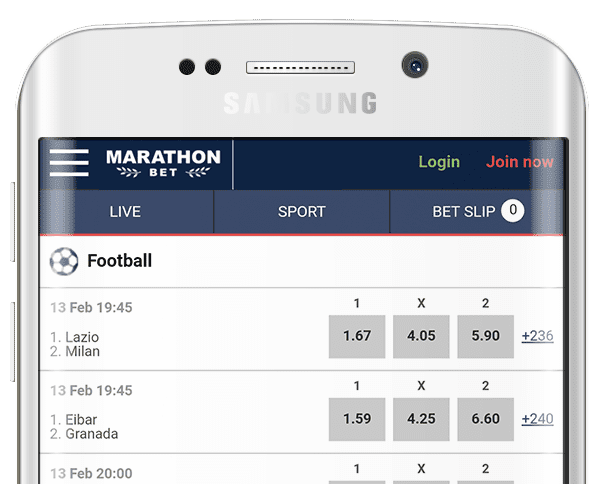 SAMSUNG
MARATHON
BET
Login
Join now
LIVE
SPORT
BET SLIP 0
Football
13 Feb 19:45
1 X 2
1. Lazio
2. Milan
1.67 4.05 5.90 +236
13 Feb 19:45
1 X 2
1. Eibar
2. Granada
1.59 4.25 6.60 +240
13 Feb 20:00
1 X 2